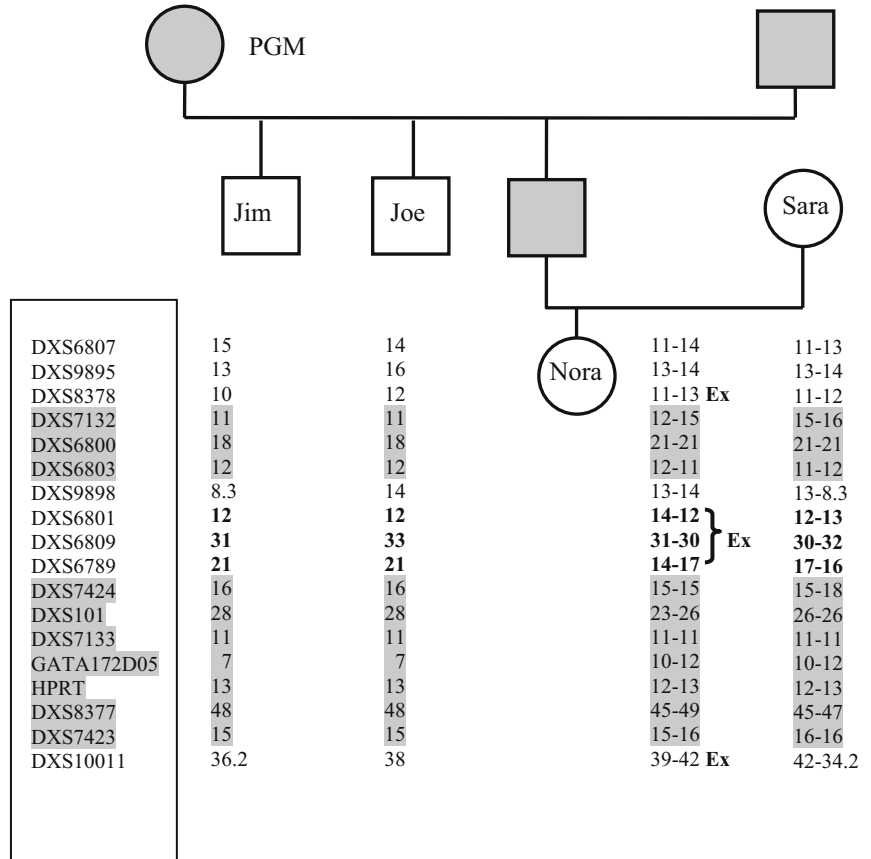 PGM
Jim Joe Sara
Nora
DXS6807 15 14 11-14 11-13
DXS9895 13 16 13-14 13-14
DXS8378 10 12 11-13 Ex 11-12
DXS7132 11 11 12-15 15-16
DXS6800 18 18 21-21 21-21
DXS6803 12 12 12-11 11-12
DXS9898 8.3 14 13-14 13-8.3
DXS6801 12 12 14-12 12-13
DXS6809 31 33 31-30 } Ex 30-32
DXS6789 21 21 14-17 17-16
DXS7424 16 16 15-15 15-18
DXS101 28 28 23-26 26-26
DXS7133 11 11 11-11 11-11
GATA172D05 7 7 10-12 10-12
HPRT 13 13 12-13 12-13
DXS8377 48 48 45-49 45-47
DXS7423 15 15 15-16 16-16
DXS10011 36.2 38 39-42 Ex 42-34.2